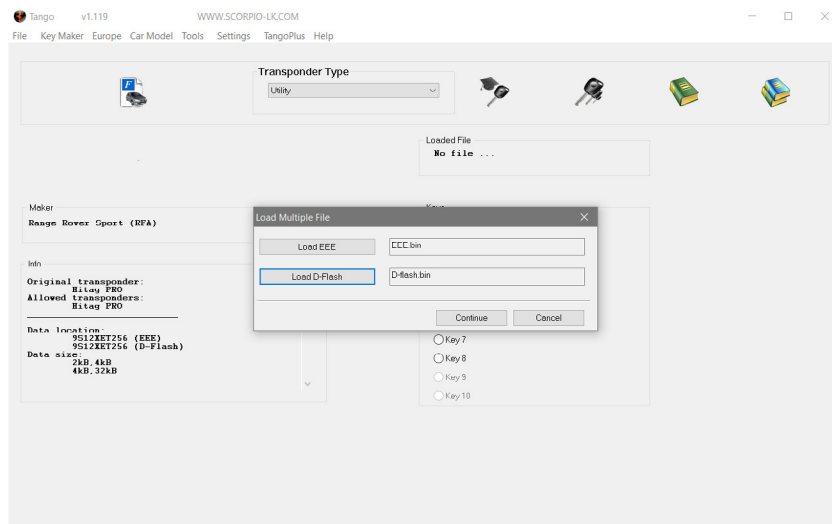 Tango v1.119 WWW.SCORPIO-LK.COM
File Key Maker Europe Car Model Tools Settings TangoPlus Help
Transponder Type
Utility
Loaded File
No file ...
Maker
Range Rover Sport (RFA)
Load Multiple File
Load EEE EEE.bin
Load D-Flash D-flash.bin
Continue Cancel
Info
Original transponder:
Hitag PRO
Allowed transponders:
Hitag PRO
Data location:
9S12XET256 (EEE)
9S12XET256 (D-Flash)
Data size:
2kB,4kB
4kB,32kB
Key 7
Key 8
Key 9
Key 10